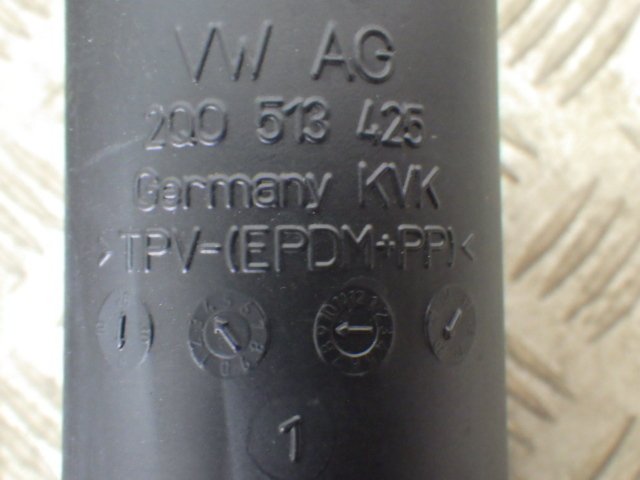 VW AG
2Q0 513 425
Germany KVK
>TPV-(EPDM+PP)<
1